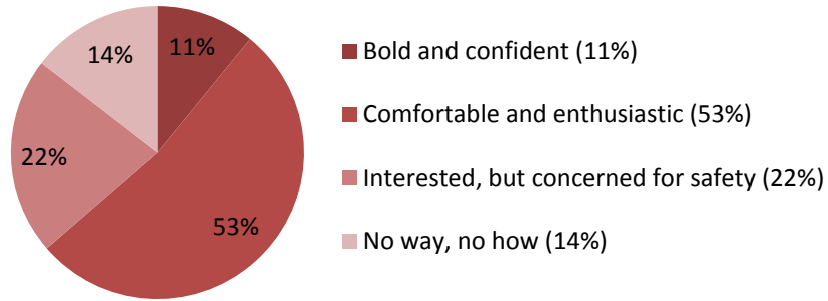 14%
11%
22%
53%
Bold and confident (11%)
Comfortable and enthusiastic (53%)
Interested, but concerned for safety (22%)
No way, no how (14%)